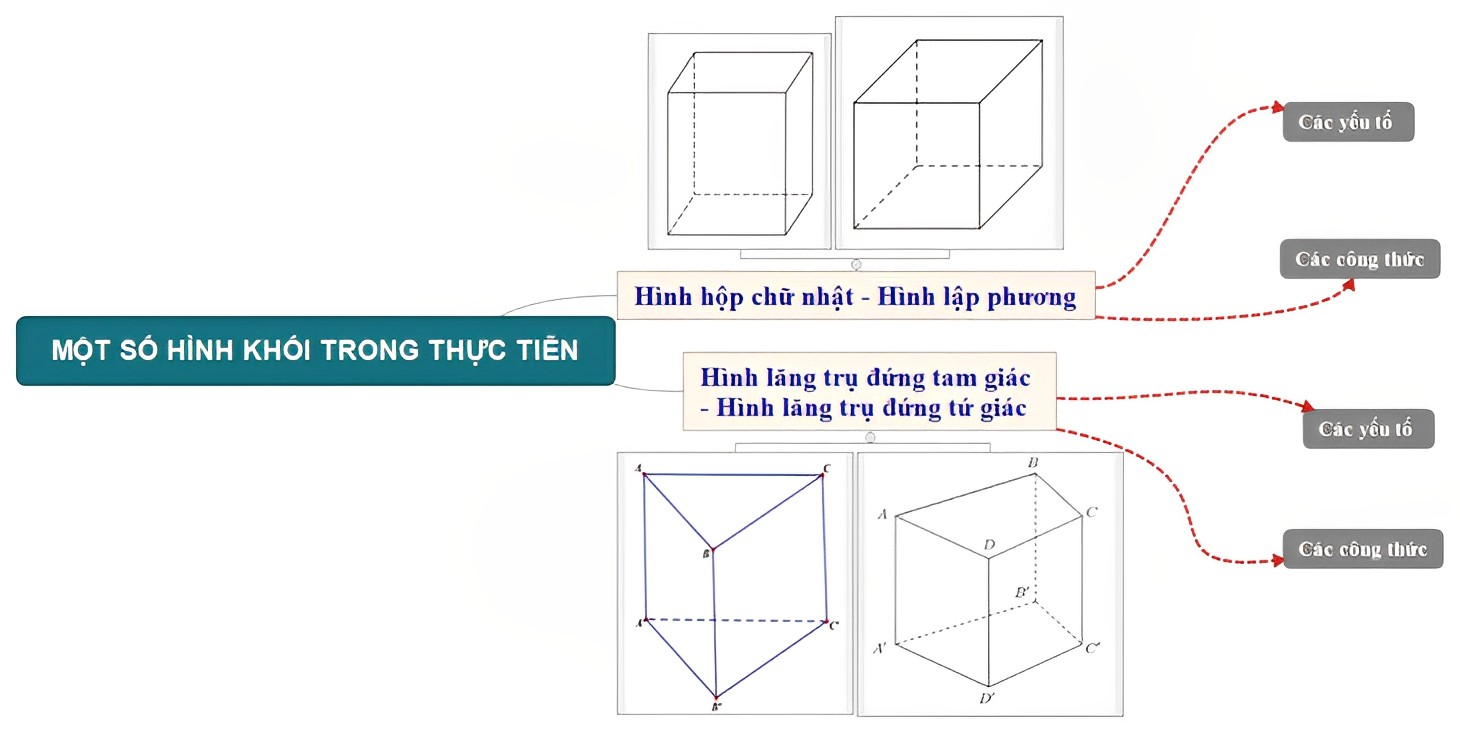 MỘT SỐ HÌNH KHÓI TRONG THỰC TIỄN
Hình hộp chữ nhật - Hình lập phương
Các yếu tố
Các công thức
Hình lăng trụ đứng tam giác
- Hình lăng trụ đứng tứ giác
Các yếu tố
Các công thức
A
C
B
A'
C'
B'
B
A
C
D
B'
A'
C'
D'